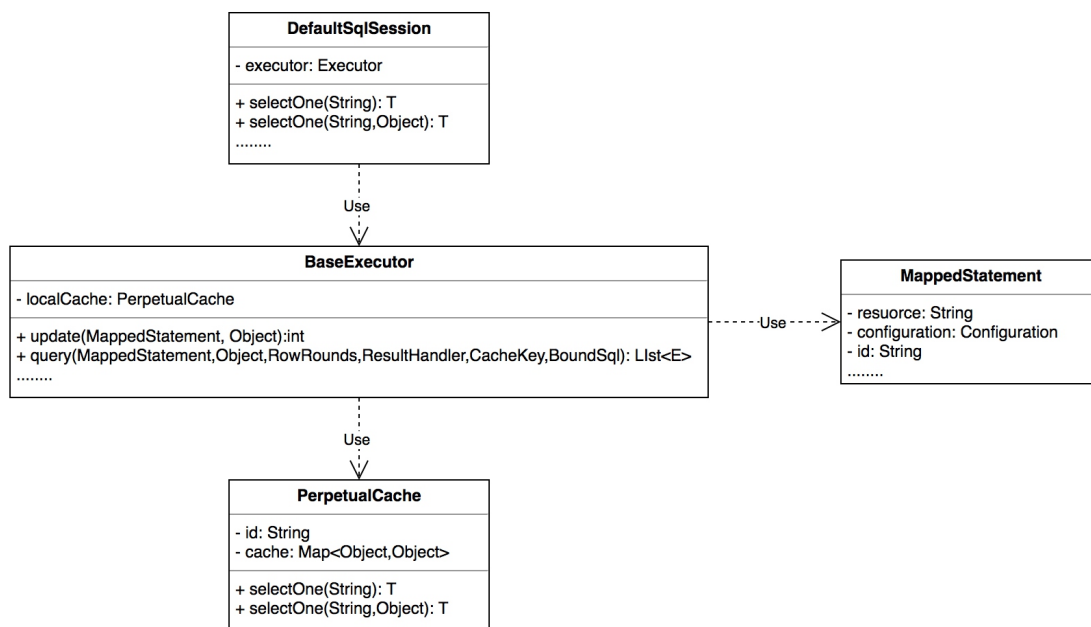 DefaultSqlSession
- executor: Executor
+ selectOne(String): T
+ selectOne(String,Object): T
........
Use
BaseExecutor
- localCache: PerpetualCache
+ update(MappedStatement, Object):int
+ query(MappedStatement,Object,RowRounds,ResultHandler,CacheKey,BoundSql): LIst<E>
........
Use
MappedStatement
- resuorce: String
- configuration: Configuration
- id: String
........
Use
PerpetualCache
- id: String
- cache: Map<Object,Object>
+ selectOne(String): T
+ selectOne(String,Object): T